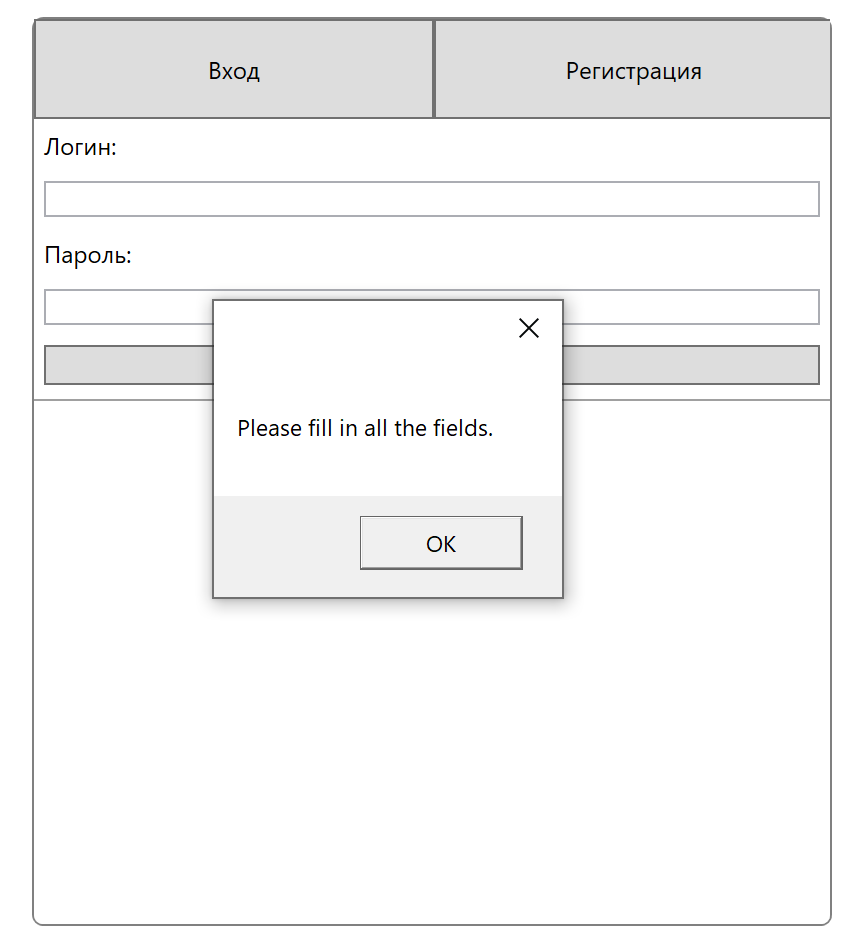 Вход
Регистрация
Логин:
Пароль:
Please fill in all the fields.
OK